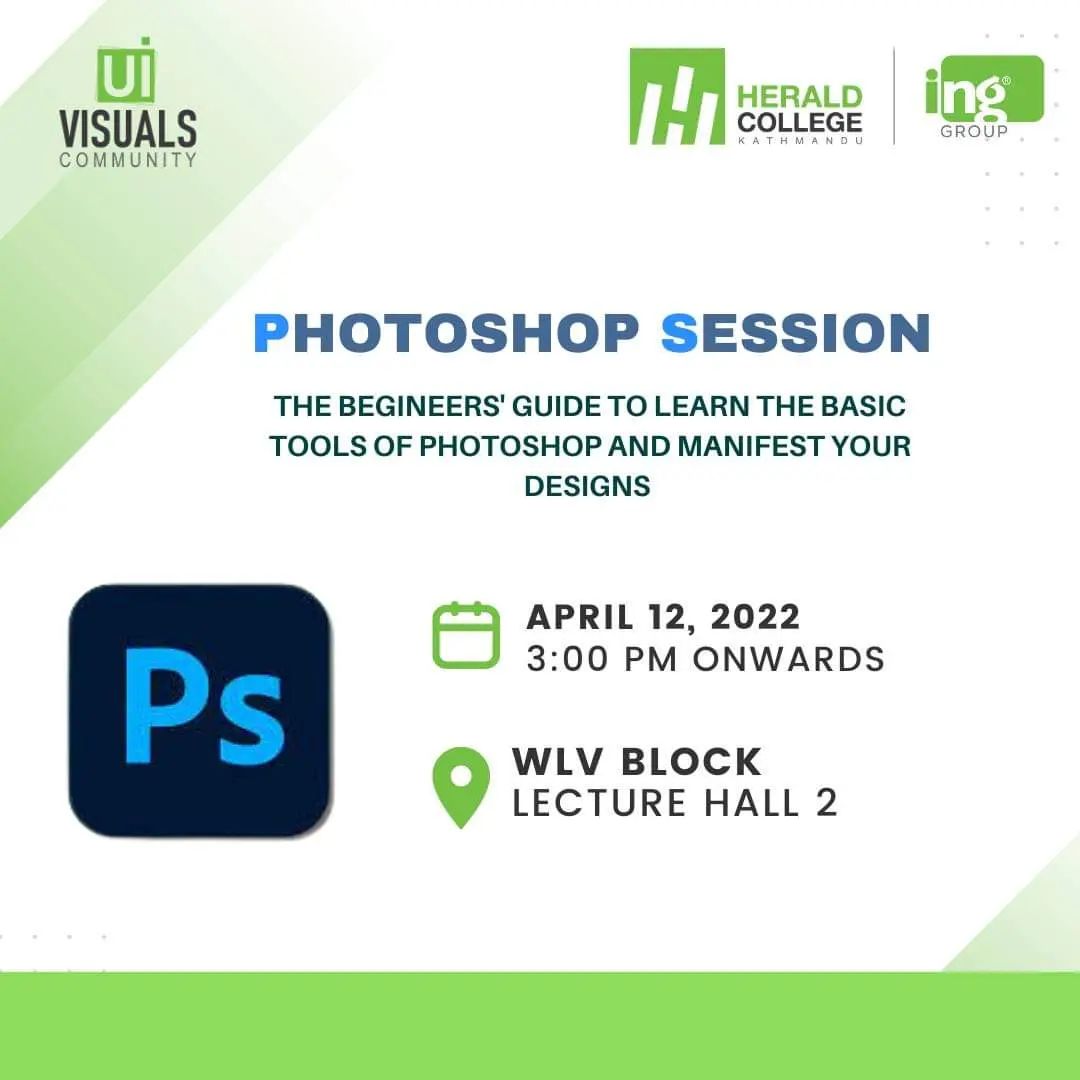 ui
VISUALS
COMMUNITY
HERALD
COLLEGE
KATHMANDU
ing®
GROUP
PHOTOSHOP SESSION
THE BEGINEERS' GUIDE TO LEARN THE BASIC
TOOLS OF PHOTOSHOP AND MANIFEST YOUR
DESIGNS
Ps
APRIL 12, 2022
3:00 PM ONWARDS
WLV BLOCK
LECTURE HALL 2